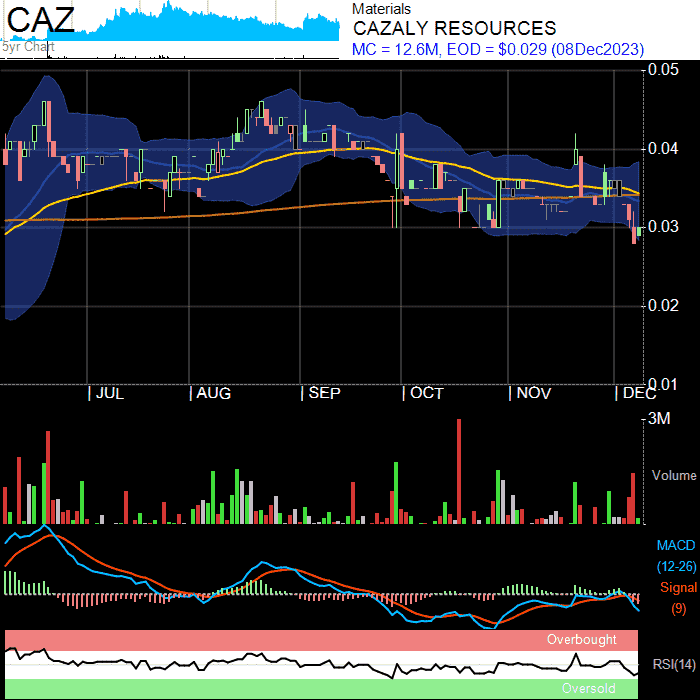 CAZ
5yr Chart
Materials
CAZALY RESOURCES
MC = 12.6M, EOD = $0.029 (08Dec2023)
0.05
0.04
0.03
0.02
0.01
JUL AUG SEP OCT NOV DEC
3M
Volume
MACD
(12-26)
Signal
(9)
Overbought
RSI(14)
Oversold